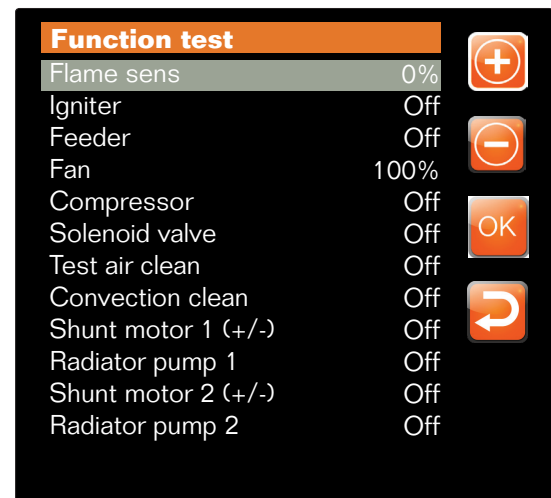 Function test
Flame sens 0%
Igniter Off
Feeder Off
Fan 100%
Compressor Off
Solenoid valve Off
Test air clean Off
Convection clean Off
Shunt motor 1 (+/-) Off
Radiator pump 1 Off
Shunt motor 2 (+/-) Off
Radiator pump 2 Off
OK